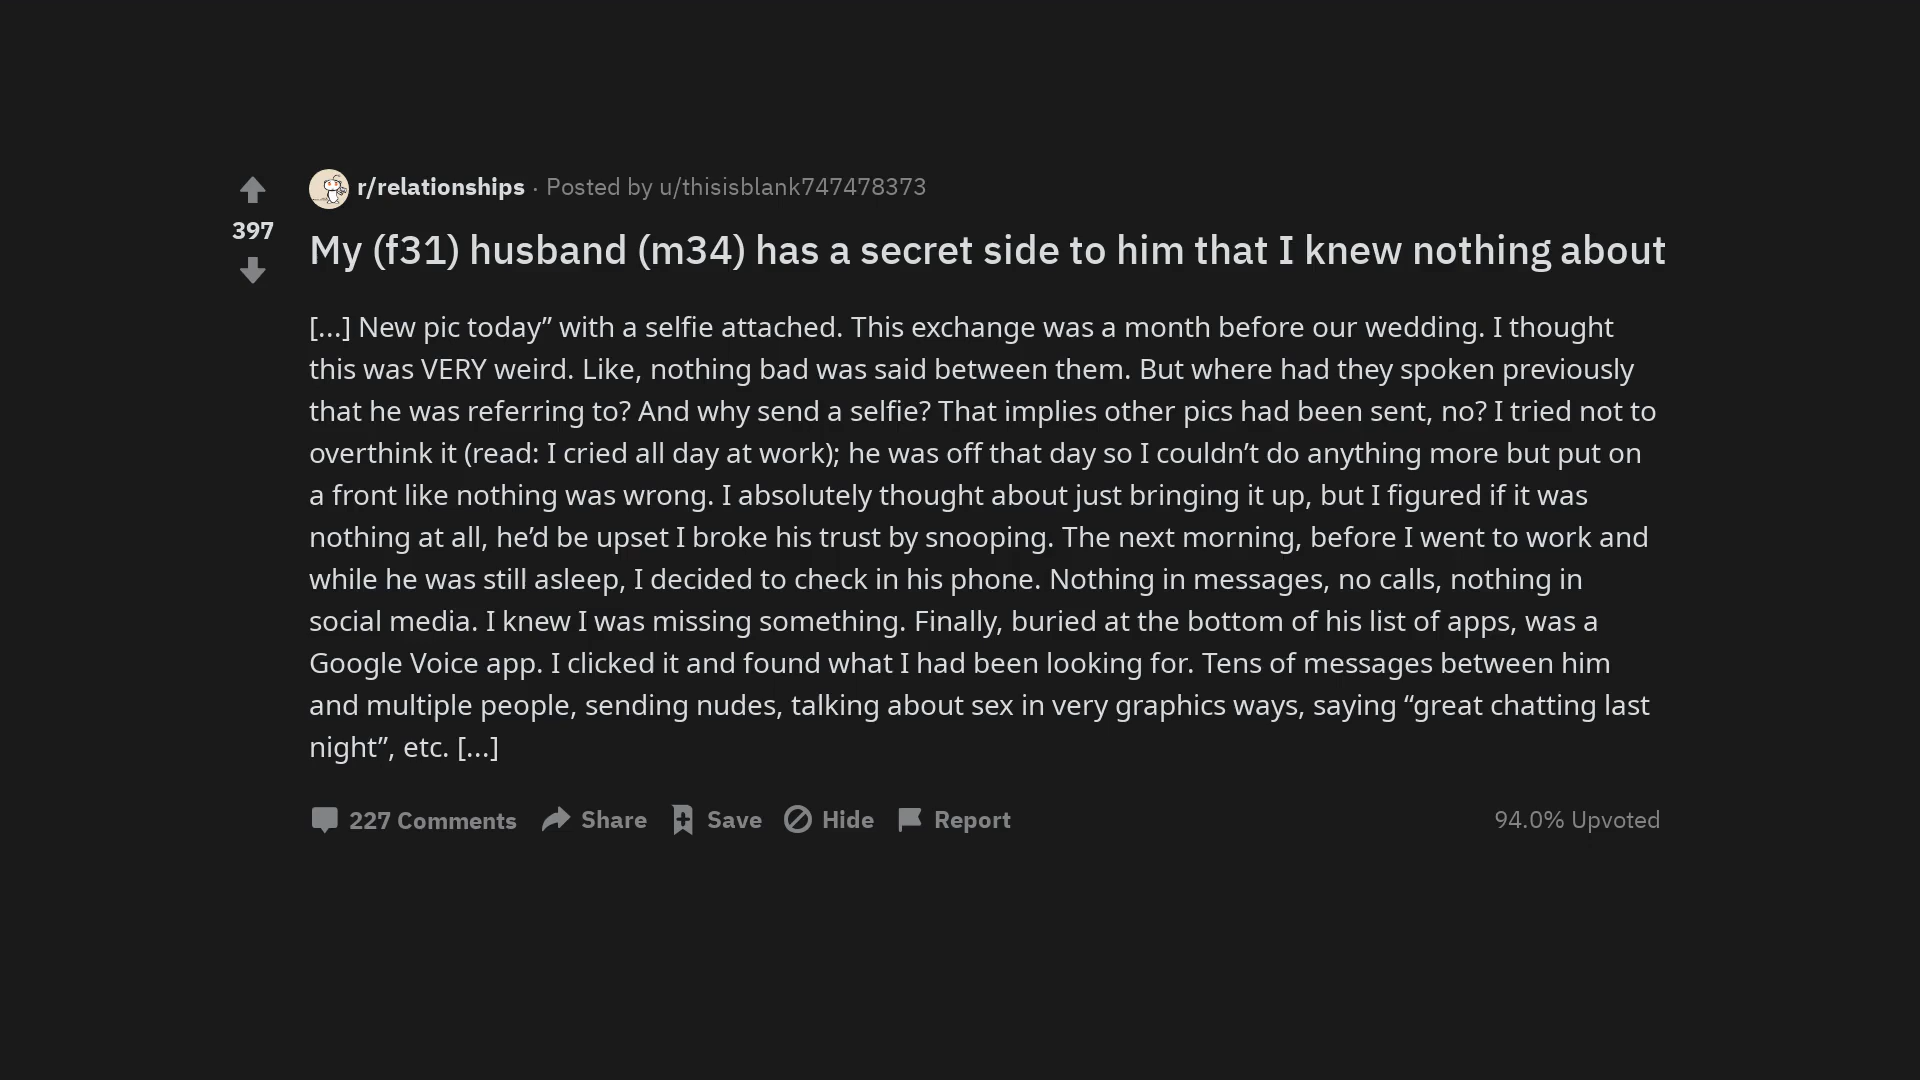 r/relationships · Posted by u/thisisblank747478373
397
My (f31) husband (m34) has a secret side to him that I knew nothing about
[...] New pic today” with a selfie attached. This exchange was a month before our wedding. I thought
this was VERY weird. Like, nothing bad was said between them. But where had they spoken previously
that he was referring to? And why send a selfie? That implies other pics had been sent, no? I tried not to
overthink it (read: I cried all day at work); he was off that day so I couldn’t do anything more but put on
a front like nothing was wrong. I absolutely thought about just bringing it up, but I figured if it was
nothing at all, he’d be upset I broke his trust by snooping. The next morning, before I went to work and
while he was still asleep, I decided to check in his phone. Nothing in messages, no calls, nothing in
social media. I knew I was missing something. Finally, buried at the bottom of his list of apps, was a
Google Voice app. I clicked it and found what I had been looking for. Tens of messages between him
and multiple people, sending nudes, talking about sex in very graphics ways, saying “great chatting last
night”, etc. [...]
227 Comments Share Save Hide Report 94.0% Upvoted